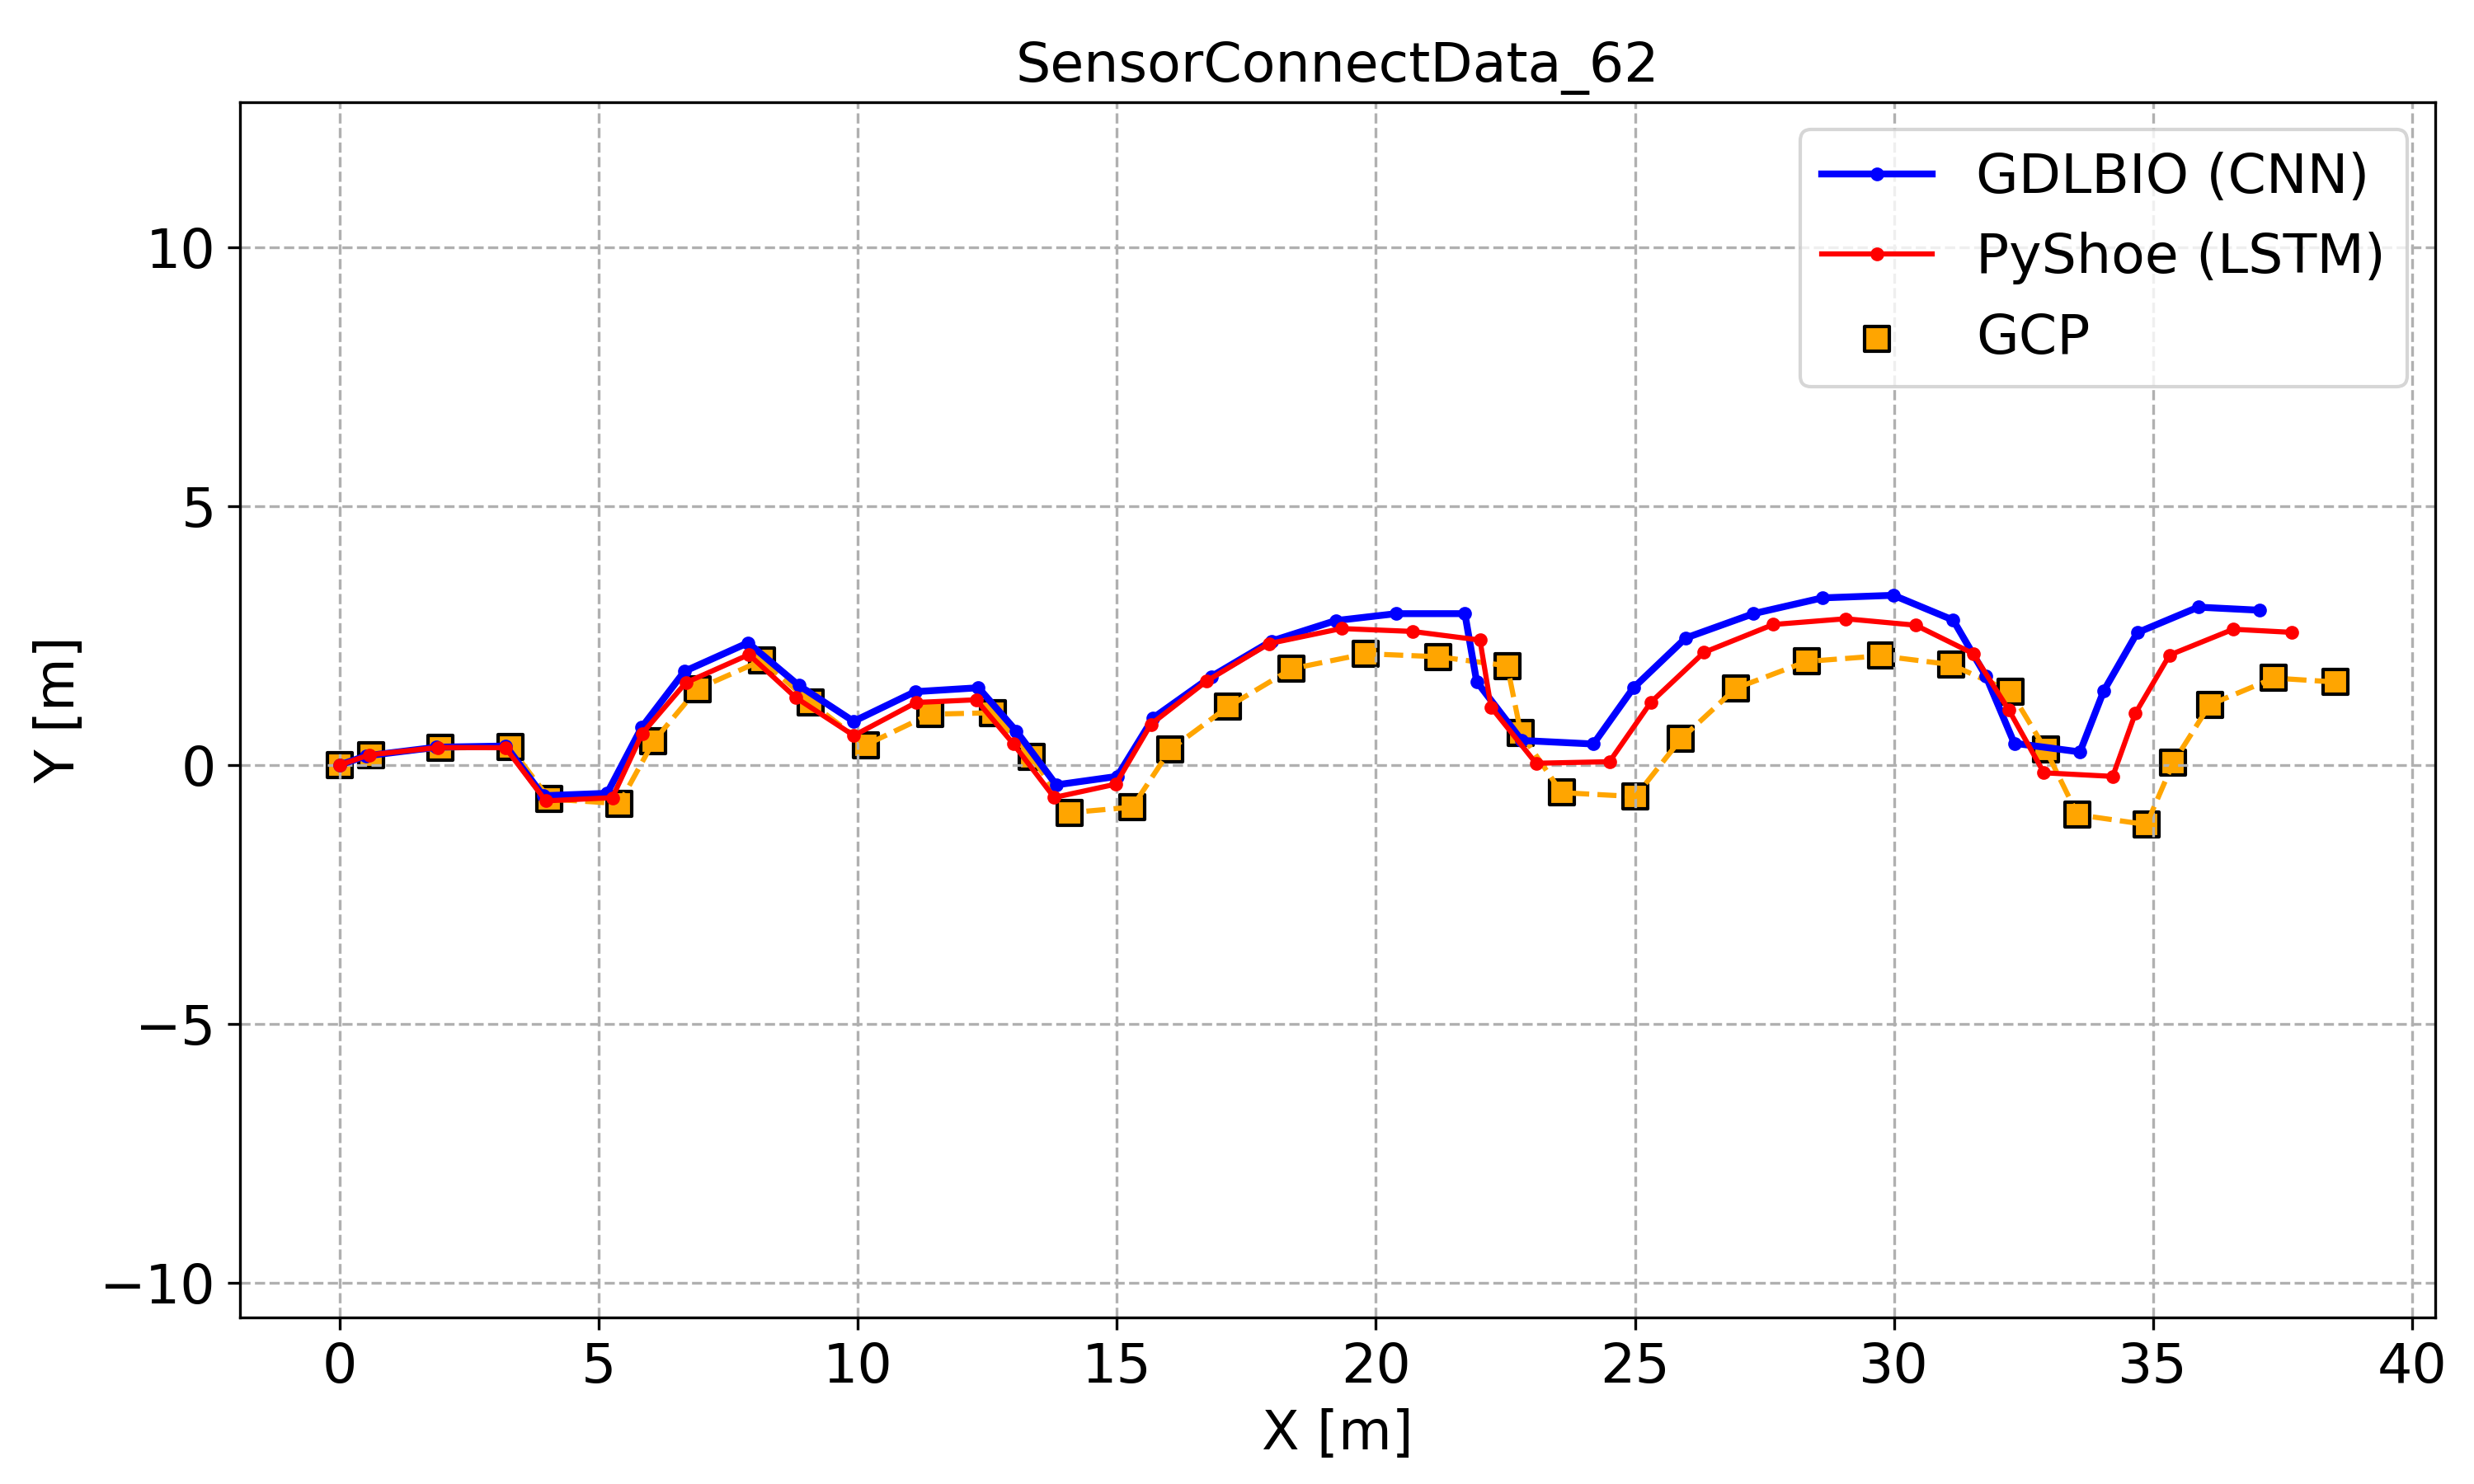 SensorConnectData_62
GDLBIO (CNN)
PyShoe (LSTM)
GCP
Y [m]
10
5
0
−5
−10
0 5 10 15 20 25 30 35 40
X [m]